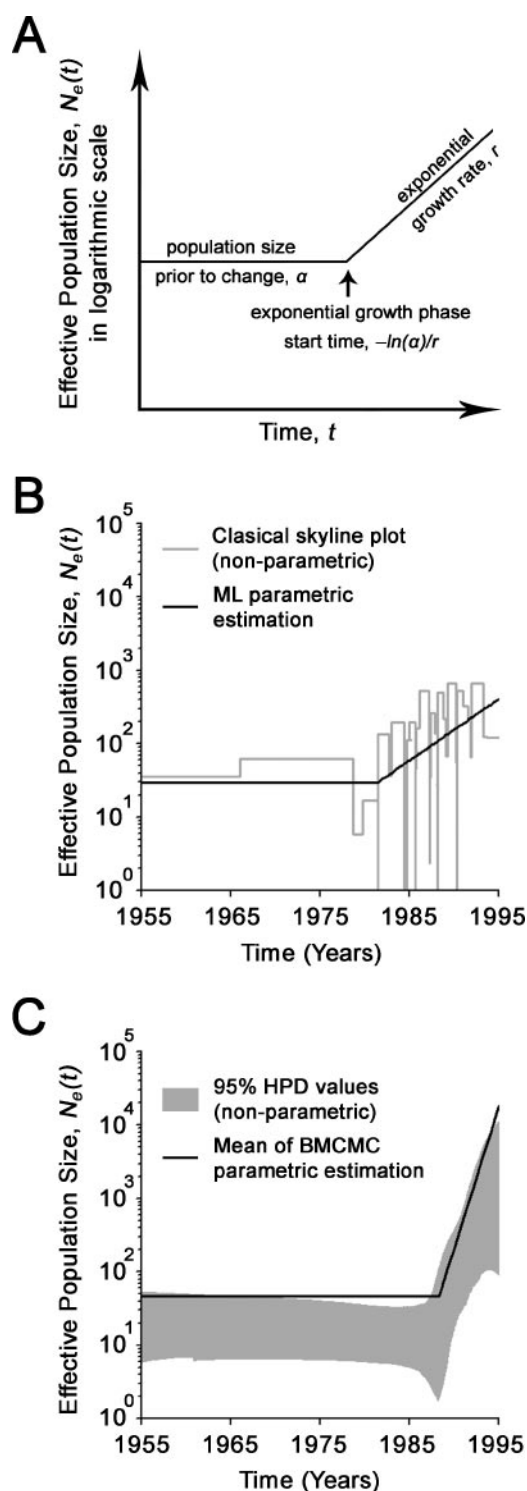 A
Effective Population Size, Ne(t)
in logarithmic scale
population size
prior to change, α
exponential
growth rate, r
exponential growth phase
start time, –ln(α)/r
Time, t
B
Effective Population Size, Ne(t)
10^5
10^4
10^3
10^2
10^1
10^0
Clasical skyline plot
(non-parametric)
ML parametric
estimation
1955 1965 1975 1985 1995
Time (Years)
C
Effective Population Size, Ne(t)
10^5
10^4
10^3
10^2
10^1
10^0
95% HPD values
(non-parametric)
Mean of BMCMC
parametric estimation
1955 1965 1975 1985 1995
Time (Years)